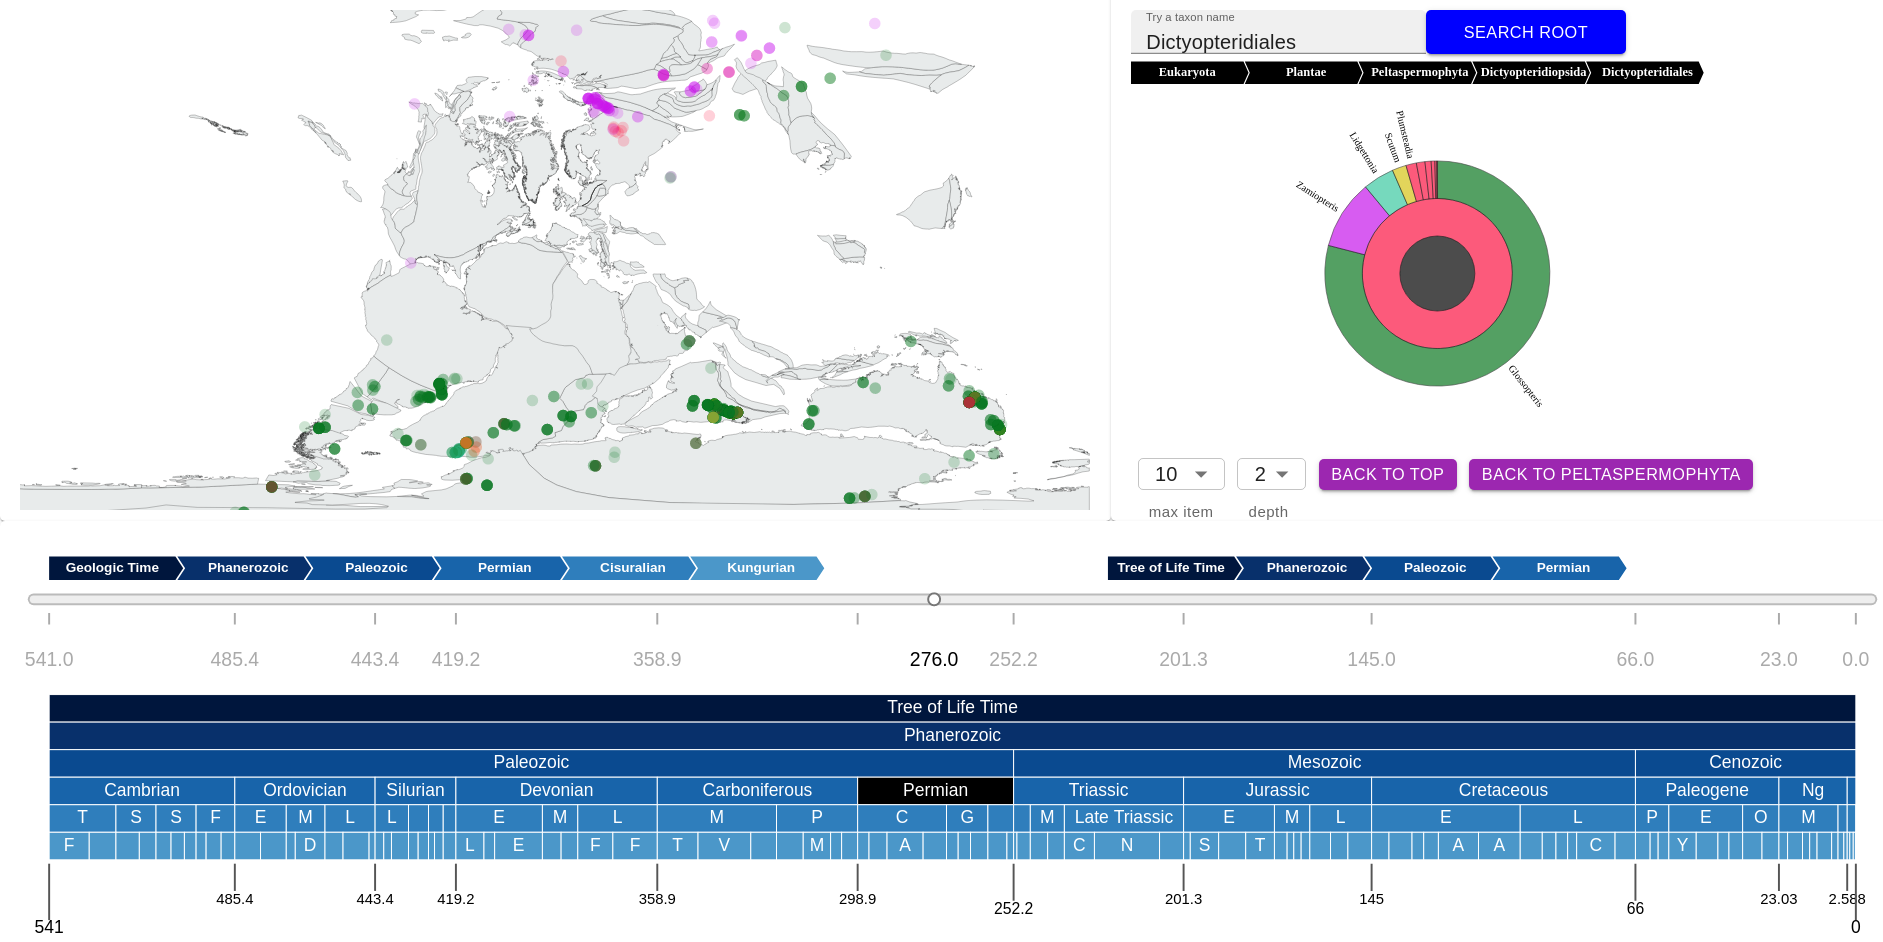 Try a taxon name
Dictyopteridiales
SEARCH ROOT
Eukaryota Plantae Peltaspermophyta Dictyopteridiopsida Dictyopteridiales
Plumsteadia
Scutum
Lidgettonia
Zamiopteris
Glossopteris
10 2 BACK TO TOP BACK TO PELTASPERMOPHYTA
max item depth
Geologic Time Phanerozoic Paleozoic Permian Cisuralian Kungurian
Tree of Life Time Phanerozoic Paleozoic Permian
541.0 485.4 443.4 419.2 358.9 276.0 252.2 201.3 145.0 66.0 23.0 0.0
Tree of Life Time
Phanerozoic
Paleozoic Mesozoic Cenozoic
Cambrian Ordovician Silurian Devonian Carboniferous Permian Triassic Jurassic Cretaceous Paleogene Ng
T S S F E M L L E M L M P C G M Late Triassic E M L E L P E O M
F D L E F F T V M A C N S T A A C Y
485.4 443.4 419.2 358.9 298.9 252.2 201.3 145 66 23.03 2.588
541 0